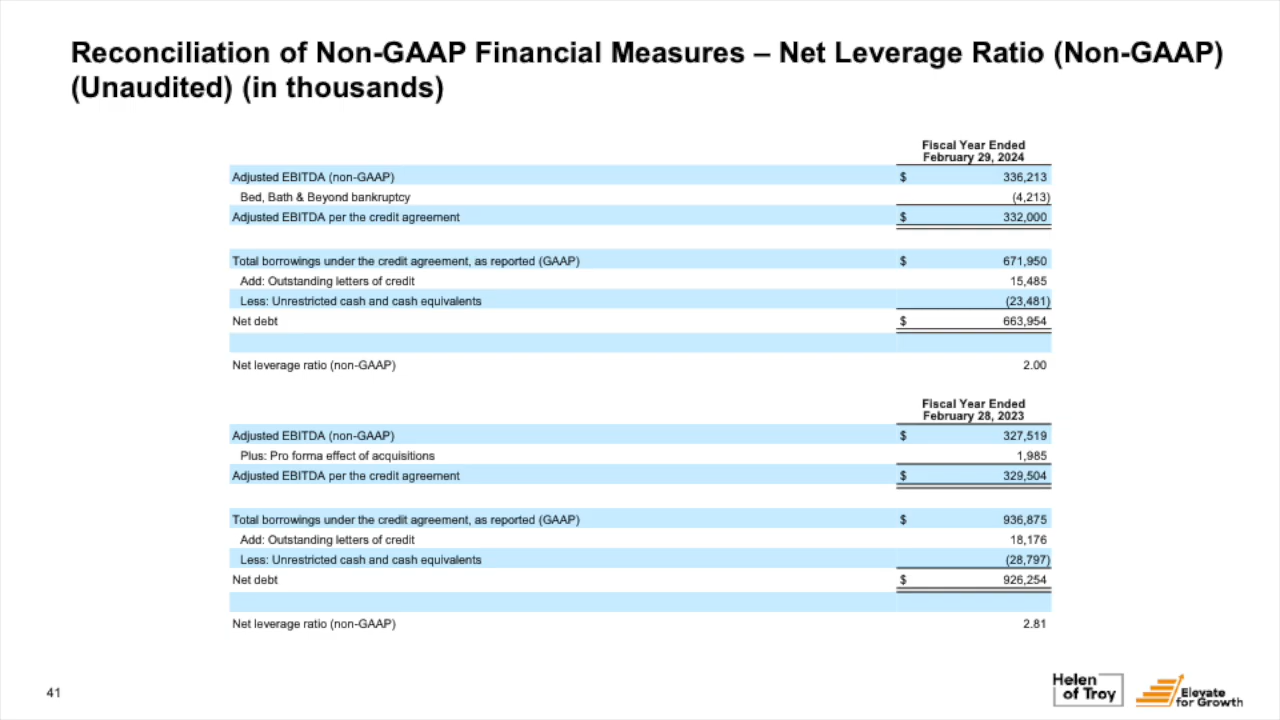 Reconciliation of Non-GAAP Financial Measures – Net Leverage Ratio (Non-GAAP)
(Unaudited) (in thousands)
Fiscal Year Ended
February 29, 2024
Adjusted EBITDA (non-GAAP) $ 336,213
Bed, Bath & Beyond bankruptcy (4,213)
Adjusted EBITDA per the credit agreement $ 332,000
Total borrowings under the credit agreement, as reported (GAAP) $ 671,950
Add: Outstanding letters of credit 15,485
Less: Unrestricted cash and cash equivalents (23,481)
Net debt $ 663,954
Net leverage ratio (non-GAAP) 2.00
Fiscal Year Ended
February 28, 2023
Adjusted EBITDA (non-GAAP) $ 327,519
Plus: Pro forma effect of acquisitions 1,985
Adjusted EBITDA per the credit agreement $ 329,504
Total borrowings under the credit agreement, as reported (GAAP) $ 936,875
Add: Outstanding letters of credit 18,176
Less: Unrestricted cash and cash equivalents (28,797)
Net debt $ 926,254
Net leverage ratio (non-GAAP) 2.81
41
Helen
of Troy
Elevate
for Growth